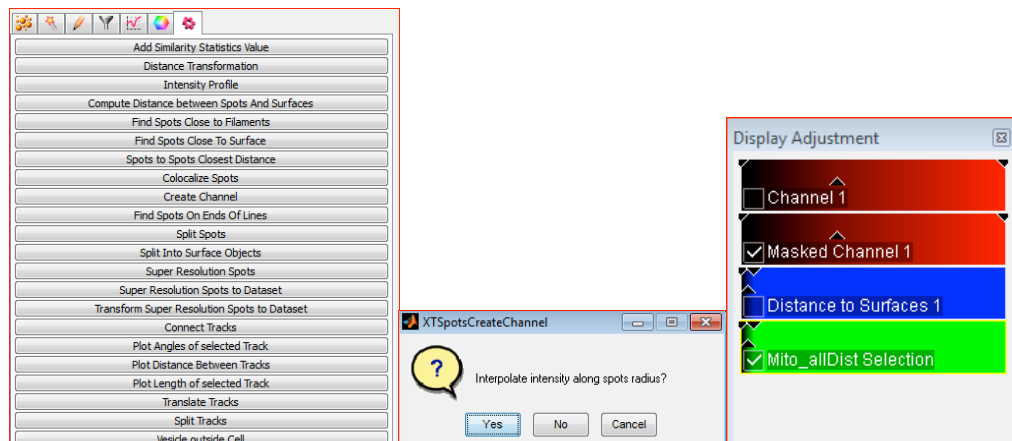 Add Similarity Statistics Value
Distance Transformation
Intensity Profile
Compute Distance between Spots And Surfaces
Find Spots Close to Filaments
Find Spots Close To Surface
Spots to Spots Closest Distance
Colocalize Spots
Create Channel
Find Spots On Ends Of Lines
Split Spots
Split Into Surface Objects
Super Resolution Spots
Super Resolution Spots to Dataset
Transform Super Resolution Spots to Dataset
Connect Tracks
Plot Angles of selected Track
Plot Distance Between Tracks
Plot Length of selected Track
Translate Tracks
Split Tracks
Vesicle outside Cell
XTSpotsCreateChannel
?
Interpolate intensity along spots radius?
Yes No Cancel
Display Adjustment
Channel 1
Masked Channel 1
Distance to Surfaces 1
Mito_allDist Selection